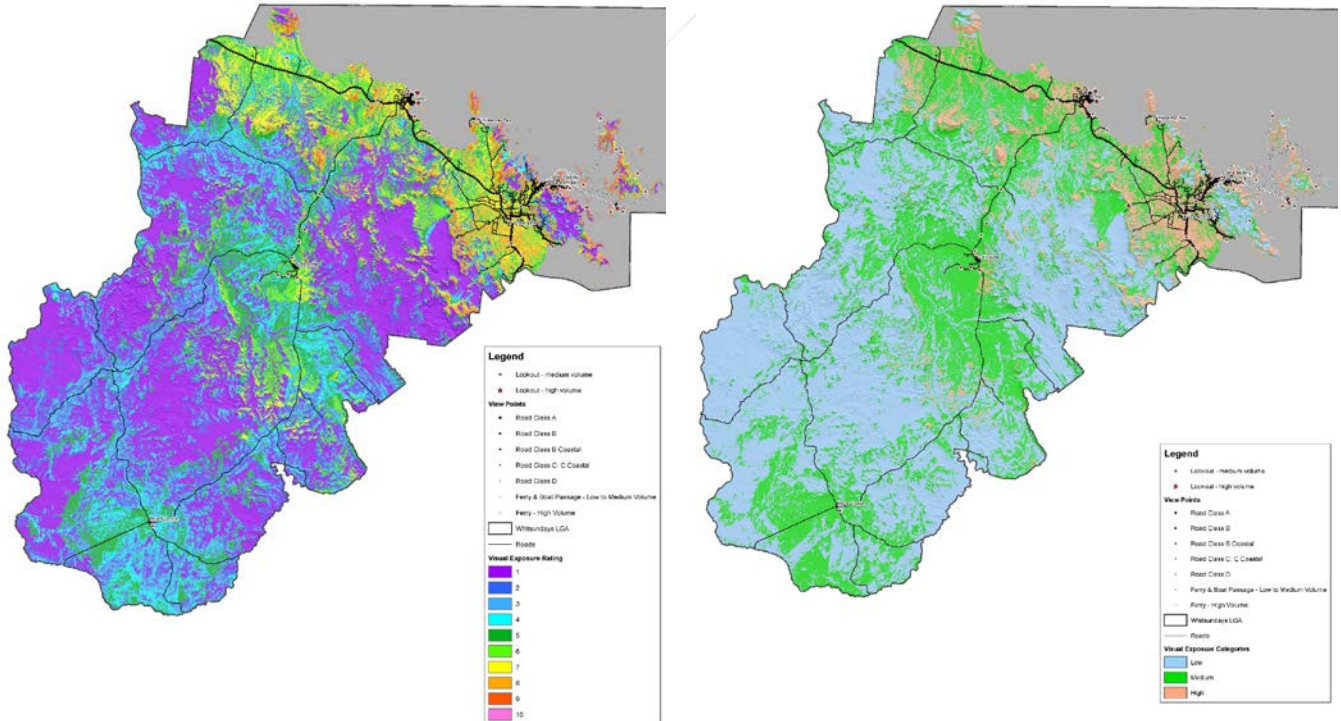 Legend
Lookout - medium volume
Lookout - high volume
View Points
Road Class A
Road Class B
Road Class B Coastal
Road Class C; C Coastal
Road Class D
Ferry & Boat Passage - Low to Medium Volume
Ferry - High Volume
Whitsundays LGA
Roads
Visual Exposure Rating
1
2
3
4
5
6
7
8
9
10
Legend
Lookout - medium volume
Lookout - high volume
View Points
Road Class A
Road Class B
Road Class B Coastal
Road Class C; C Coastal
Road Class D
Ferry & Boat Passage - Low to Medium Volume
Ferry - High Volume
Whitsundays LGA
Roads
Visual Exposure Categories
Low
Medium
High